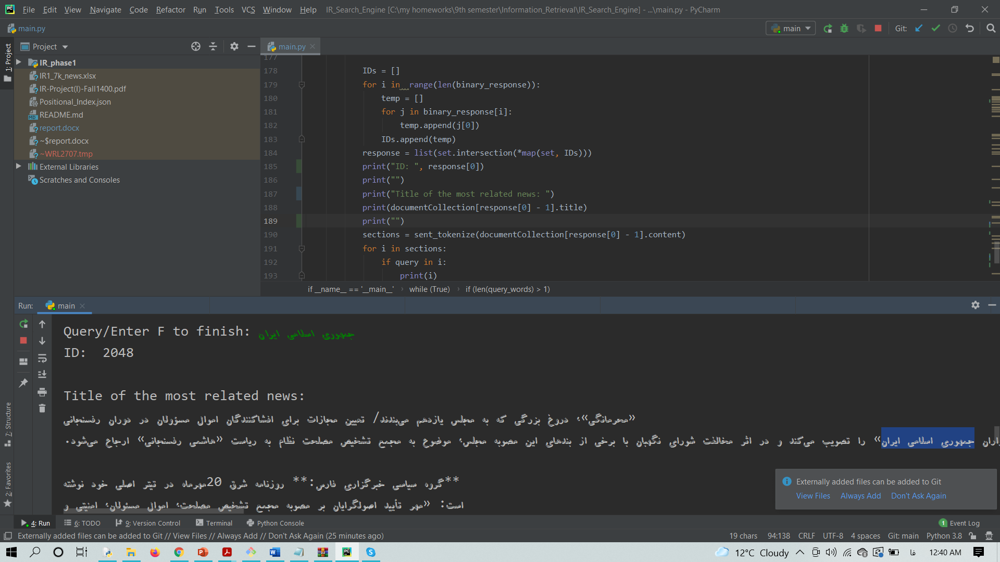 File Edit View Navigate Code Refactor Run Tools VCS Window Help IR_Search_Engine [C:\my homeworks\9th semester\Information_Retrieval\IR_Search_Engine] - ...\main.py - PyCharm
main.py
main
Git:
1: Project
Project
IR_phase1
IR1_7k_news.xlsx
IR-Project(I)-Fall1400.pdf
Positional_Index.json
README.md
report.docx
~$report.docx
~WRL2707.tmp
External Libraries
Scratches and Consoles
main.py
177
178 IDs = []
179 for i in range(len(binary_response)):
180 temp = []
181 for j in binary_response[i]:
182 temp.append(j[0])
183 IDs.append(temp)
184 response = list(set.intersection(*map(set, IDs)))
185 print("ID: ", response[0])
186 print("")
187 print("Title of the most related news: ")
188 print(documentCollection[response[0] - 1].title)
189 print("")
190 sections = sent_tokenize(documentCollection[response[0] - 1].content)
191 for i in sections:
192 if query in i:
193 print(i)
if __name__ == '__main__' › while (True) › if (len(query_words) > 1)
Run: main
Query/Enter F to finish: جمهوری اسلامی ایران
ID: 2048
Title of the most related news:
«محرمانگی»؛ دروغ بزرگی که به مجلس یازدهم می‌بندند/ تعیین مجازات برای افشاکنندگان اموال مسؤولان در دوران رفسنجانی
جمهوری اسلامی ایران» را تصویب می‌کند و در اثر مخالفت شورای نگهبان با برخی از بندهای این مصوبه مجلس؛ موضوع به مجمع تشخیص مصلحت نظام به ریاست «هاشمی رفسنجانی» ارجاع می‌شود.
**گروه سیاسی خبرگزاری فارس:** روزنامه شرق 20مهرماه در تیتر اصلی خود نوشته
است: «مهر تأیید اصولگرایان بر مصوبه مجمع تشخیص مصلحت؛ اموال مسئولان؛ امنیتی و
7: Structure
2: Favorites
Externally added files can be added to Git
View Files Always Add Don't Ask Again
4: Run 6: TODO 9: Version Control Terminal Python Console 1 Event Log
Externally added files can be added to Git // View Files // Always Add // Don't Ask Again (25 minutes ago) 19 chars 94:138 CRLF UTF-8 4 spaces Git: main Python 3.8
12°C Cloudy فا 12:40 AM